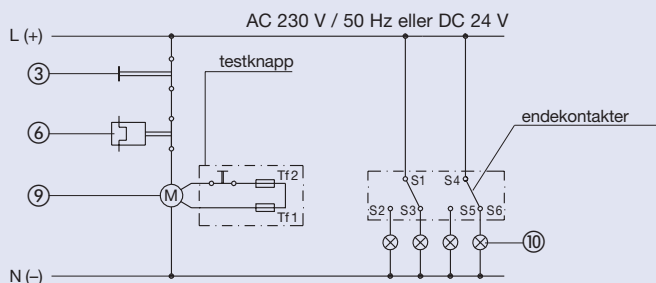 AC 230 V / 50 Hz eller DC 24 V
L (+)
testknapp
3
endekontakter
6
Tf2
S1 S4
9 M
Tf1
S2 S3 S5 S6
10
N (–)